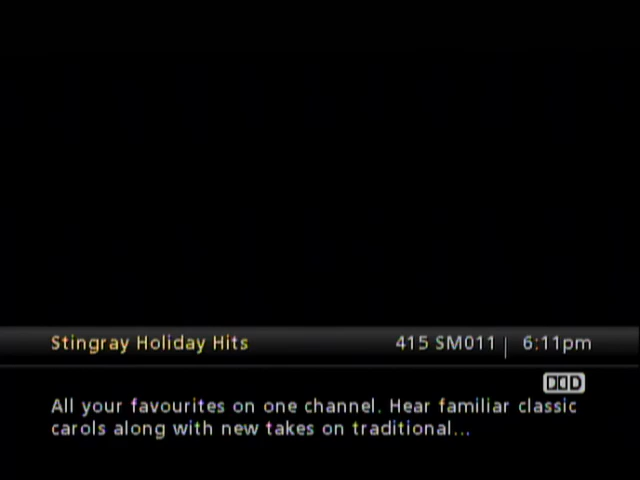 Stingray Holiday Hits 415 SM011 | 6:11pm
All your favourites on one channel. Hear familiar classic
carols along with new takes on traditional...